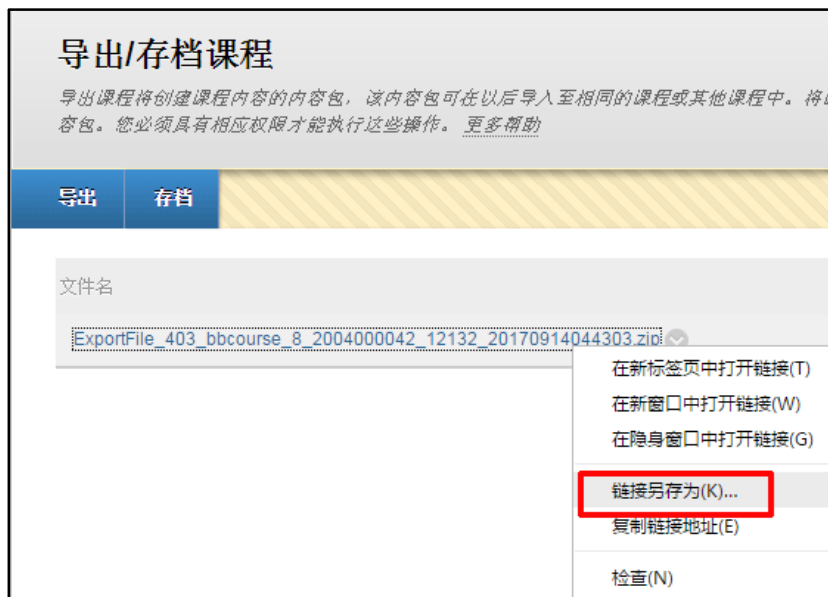 导出/存档课程
导出课程将创建课程内容的内容包，该内容包可在以后导入至相同的课程或其他课程中。将
容包。您必须具有相应权限才能执行这些操作。 更多帮助
导出 存档
文件名
ExportFile_403_bbcourse_8_2004000042_12132_20170914044303.zip
在新标签页中打开链接(T)
在新窗口中打开链接(W)
在隐身窗口中打开链接(G)
链接另存为(K)...
复制链接地址(E)
检查(N)